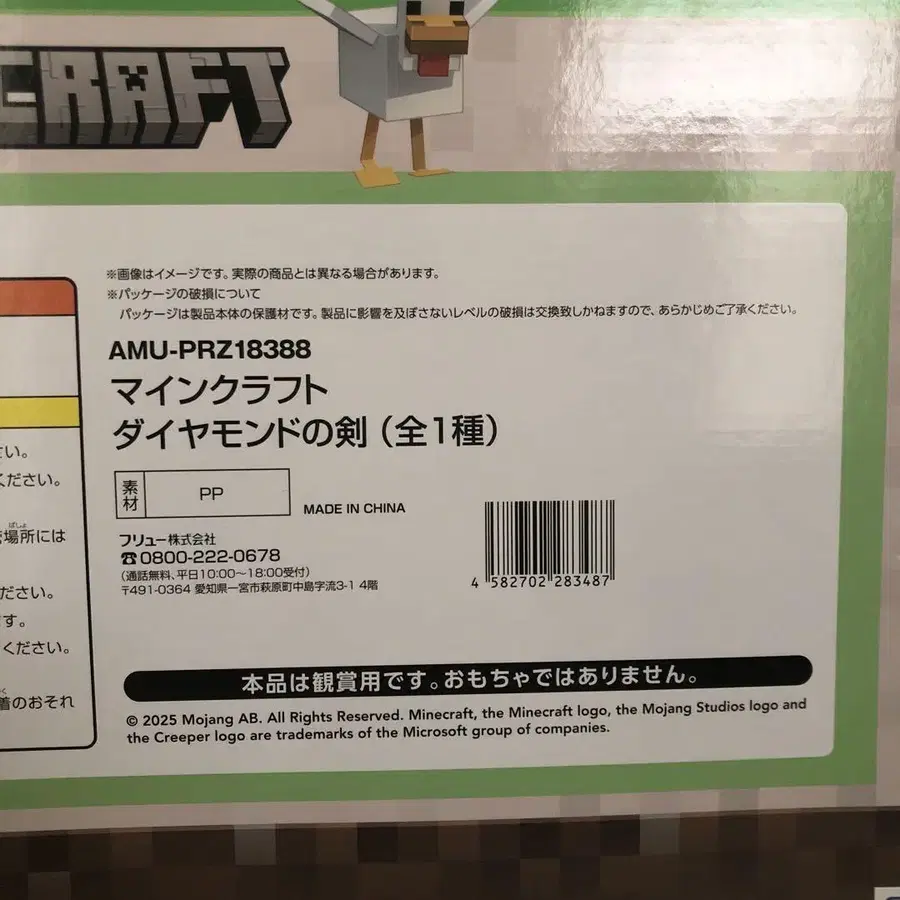 CRAFT
※画像はイメージです。実際の商品とは異なる場合があります。
※パッケージの破損について
パッケージは製品本体の保護材です。製品に影響を及ぼさないレベルの破損は交換致しかねますので、あらかじめご了承ください。
AMU-PRZ18388
マインクラフト
ダイヤモンドの剣（全1種）
素材 PP
MADE IN CHINA
フリュー株式会社
☎0800-222-0678
（通話無料、平日10:00〜18:00受付）
〒491-0364 愛知県一宮市萩原町中島字流3-1 4階
4 582702 283487
さい。
ください。
場所には
ばしょ
ださい。
す。
ください。
着のおそれ
本品は観賞用です。おもちゃではありません。
© 2025 Mojang AB. All Rights Reserved. Minecraft, the Minecraft logo, the Mojang Studios logo and
the Creeper logo are trademarks of the Microsoft group of companies.